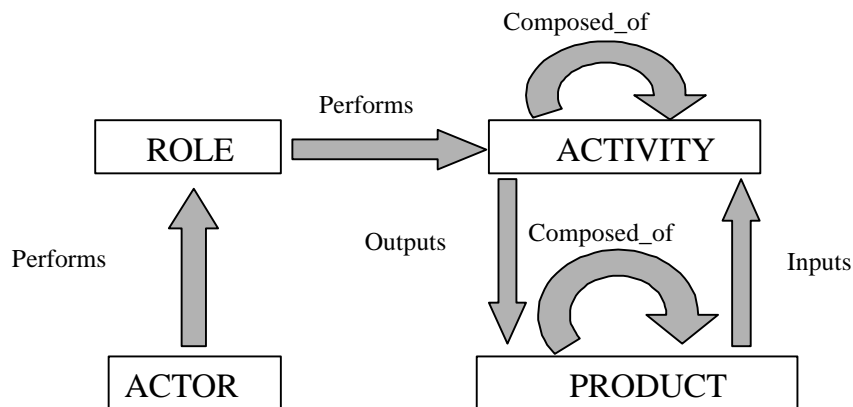 Composed_of
Performs
ROLE
ACTIVITY
Outputs
Composed_of
Performs
Inputs
ACTOR
PRODUCT